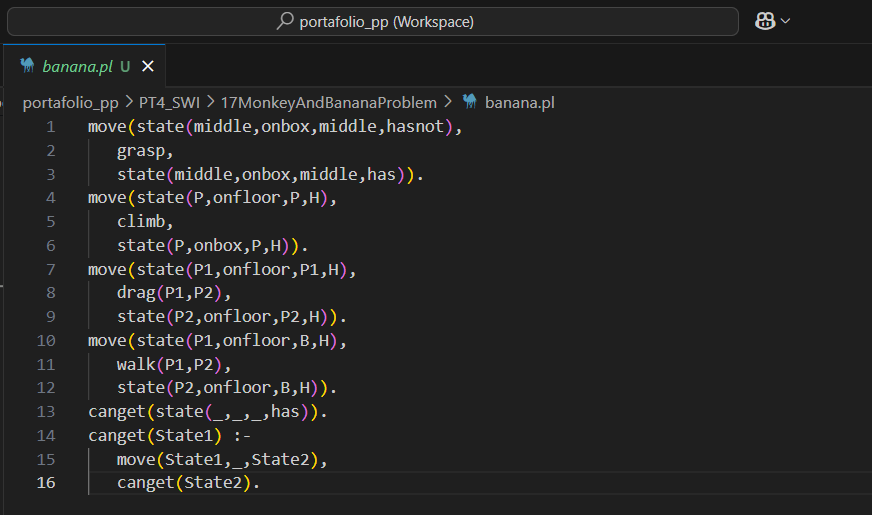 portafolio_pp (Workspace)
banana.pl U
portafolio_pp > PT4_SWI > 17MonkeyAndBananaProblem > banana.pl
1 move(state(middle,onbox,middle,hasnot),
2 grasp,
3 state(middle,onbox,middle,has)).
4 move(state(P,onfloor,P,H),
5 climb,
6 state(P,onbox,P,H)).
7 move(state(P1,onfloor,P1,H),
8 drag(P1,P2),
9 state(P2,onfloor,P2,H)).
10 move(state(P1,onfloor,B,H),
11 walk(P1,P2),
12 state(P2,onfloor,B,H)).
13 canget(state(_,_,_,has)).
14 canget(State1) :-
15 move(State1,_,State2),
16 canget(State2).